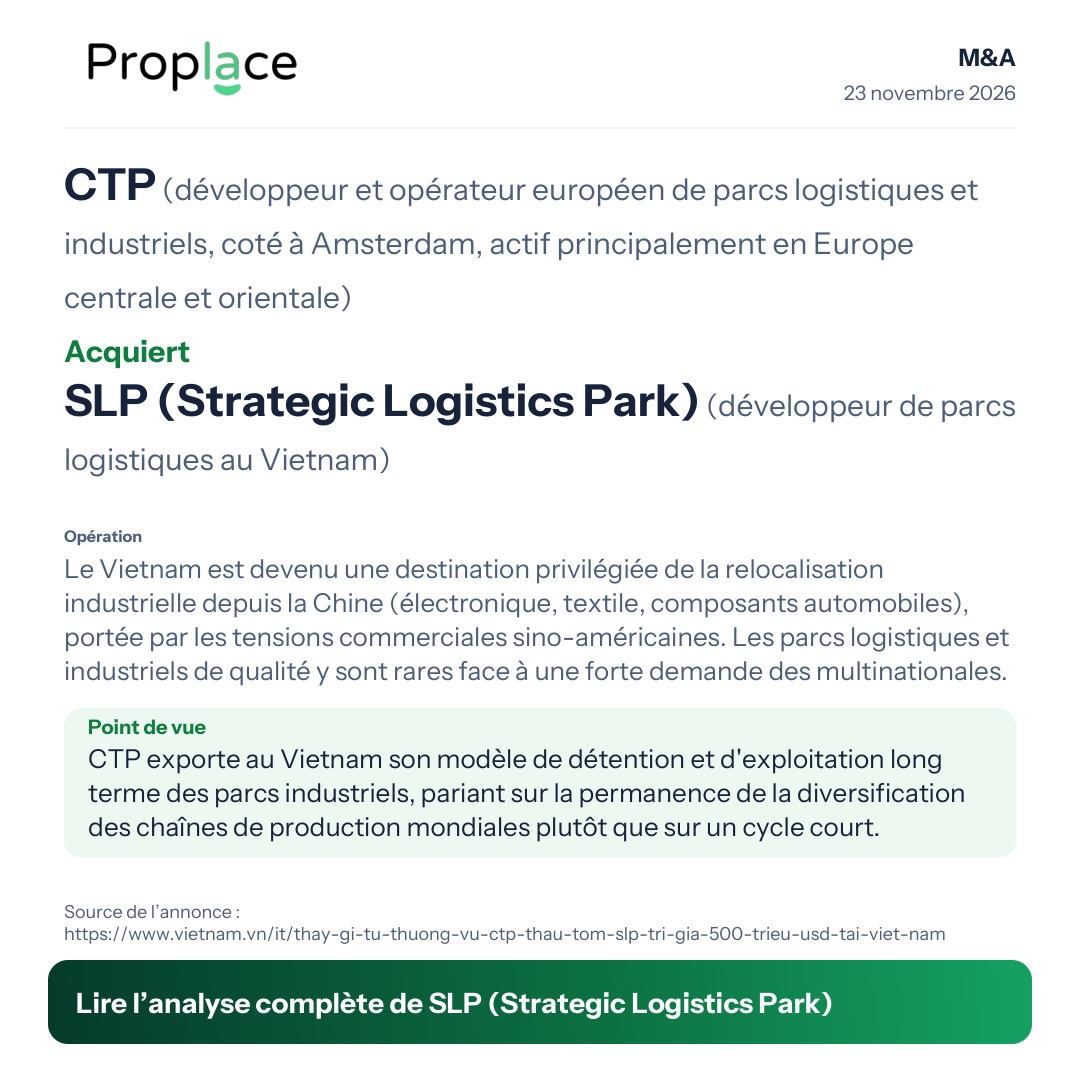 Proplace
M&A
23 novembre 2026
CTP (développeur et opérateur européen de parcs logistiques et
industriels, coté à Amsterdam, actif principalement en Europe
centrale et orientale)
Acquiert
SLP (Strategic Logistics Park) (développeur de parcs
logistiques au Vietnam)
Opération
Le Vietnam est devenu une destination privilégiée de la relocalisation
industrielle depuis la Chine (électronique, textile, composants automobiles),
portée par les tensions commerciales sino-américaines. Les parcs logistiques et
industriels de qualité y sont rares face à une forte demande des multinationales.
Point de vue
CTP exporte au Vietnam son modèle de détention et d'exploitation long
terme des parcs industriels, pariant sur la permanence de la diversification
des chaînes de production mondiales plutôt que sur un cycle court.
Source de l’annonce :
https://www.vietnam.vn/it/thay-gi-tu-thuong-vu-ctp-thau-tom-slp-tri-gia-500-trieu-usd-tai-viet-nam
Lire l’analyse complète de SLP (Strategic Logistics Park)